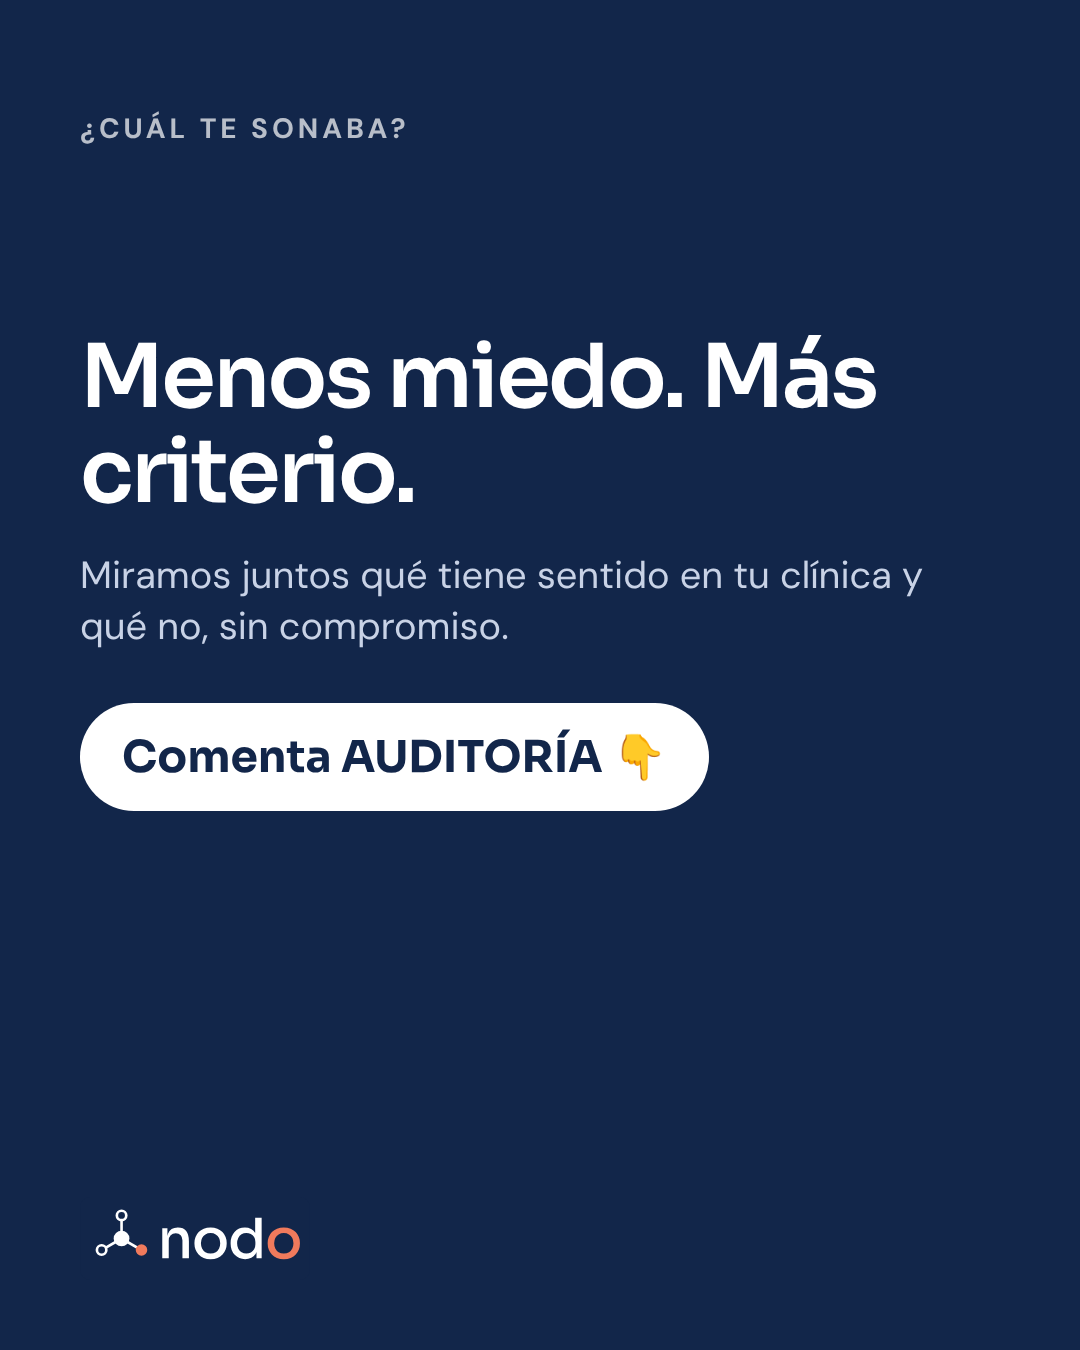 ¿CUÁL TE SONABA?
Menos miedo. Más
criterio.
Miramos juntos qué tiene sentido en tu clínica y
qué no, sin compromiso.
Comenta AUDITORÍA 👇
nodo